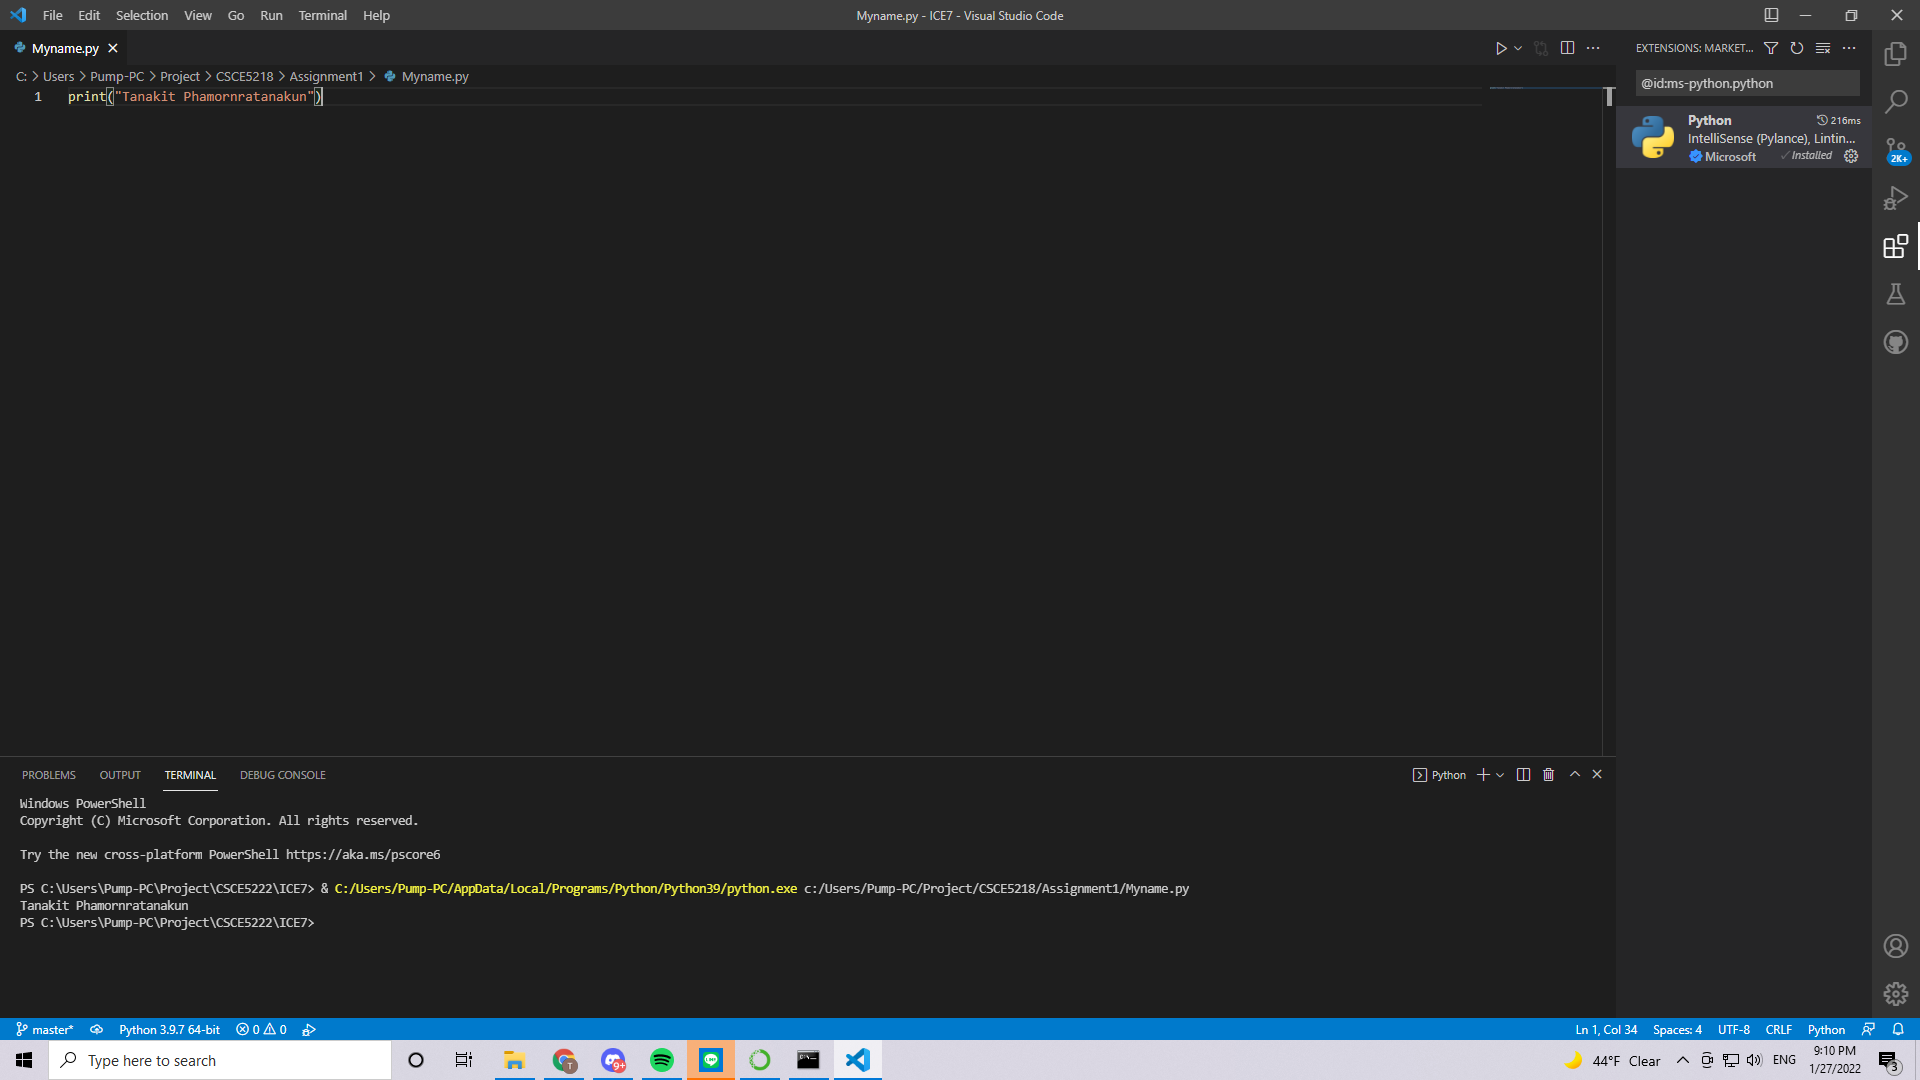 File Edit Selection View Go Run Terminal Help
Myname.py - ICE7 - Visual Studio Code
Myname.py
C: > Users > Pump-PC > Project > CSCE5218 > Assignment1 > Myname.py
1 print("Tanakit Phamornratanakun")
EXTENSIONS: MARKET...
@id:ms-python.python
Python 216ms
IntelliSense (Pylance), Lintin...
Microsoft Installed
2K+
PROBLEMS OUTPUT TERMINAL DEBUG CONSOLE
Python
Windows PowerShell
Copyright (C) Microsoft Corporation. All rights reserved.
Try the new cross-platform PowerShell https://aka.ms/pscore6
PS C:\Users\Pump-PC\Project\CSCE5222\ICE7> & C:/Users/Pump-PC/AppData/Local/Programs/Python/Python39/python.exe c:/Users/Pump-PC/Project/CSCE5218/Assignment1/Myname.py
Tanakit Phamornratanakun
PS C:\Users\Pump-PC\Project\CSCE5222\ICE7>
master* Python 3.9.7 64-bit 0 0
Ln 1, Col 34 Spaces: 4 UTF-8 CRLF Python
Type here to search
T
9+
44°F Clear
ENG
9:10 PM
1/27/2022
3